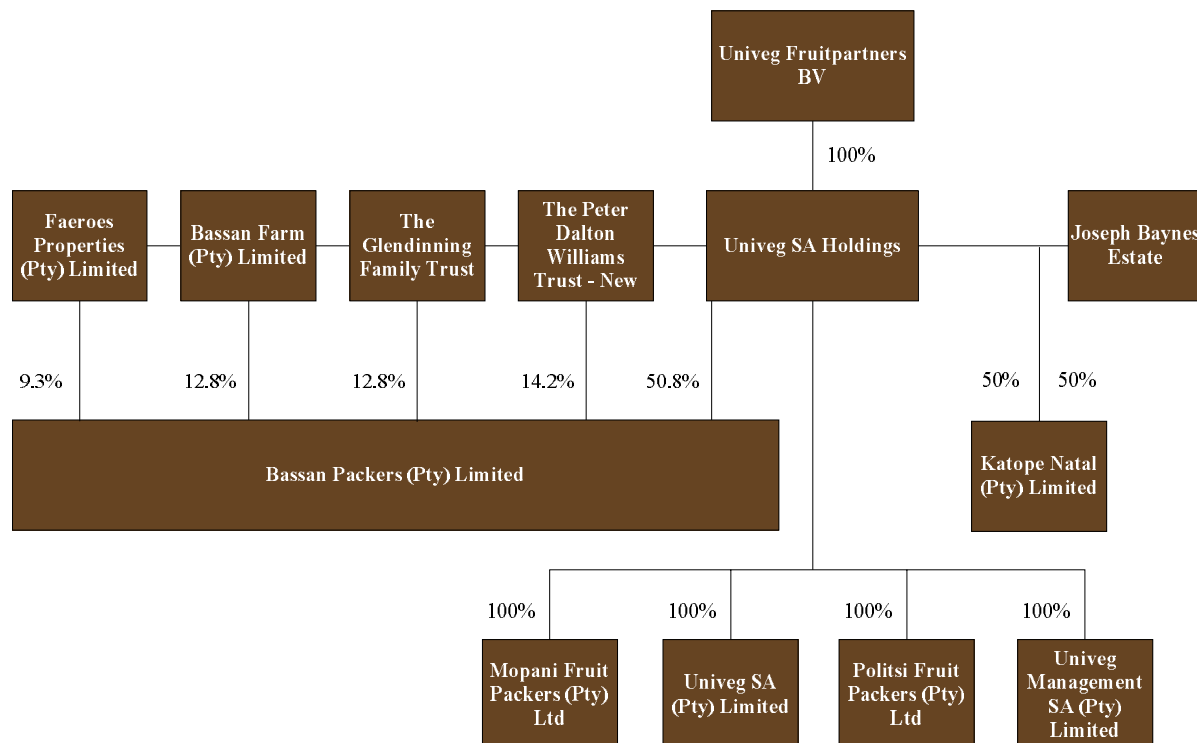 Univeg Fruitpartners
BV
100%
Faeroes
Properties
(Pty) Limited
Bassan Farm
(Pty) Limited
The
Glendinning
Family Trust
The Peter
Dalton
Williams
Trust - New
Univeg SA Holdings
Joseph Baynes
Estate
9.3%
12.8%
12.8%
14.2%
50.8%
50%
50%
Bassan Packers (Pty) Limited
Katope Natal
(Pty) Limited
100%
100%
100%
100%
Mopani Fruit
Packers (Pty)
Ltd
Univeg SA
(Pty) Limited
Politsi Fruit
Packers (Pty)
Ltd
Univeg
Management
SA (Pty)
Limited